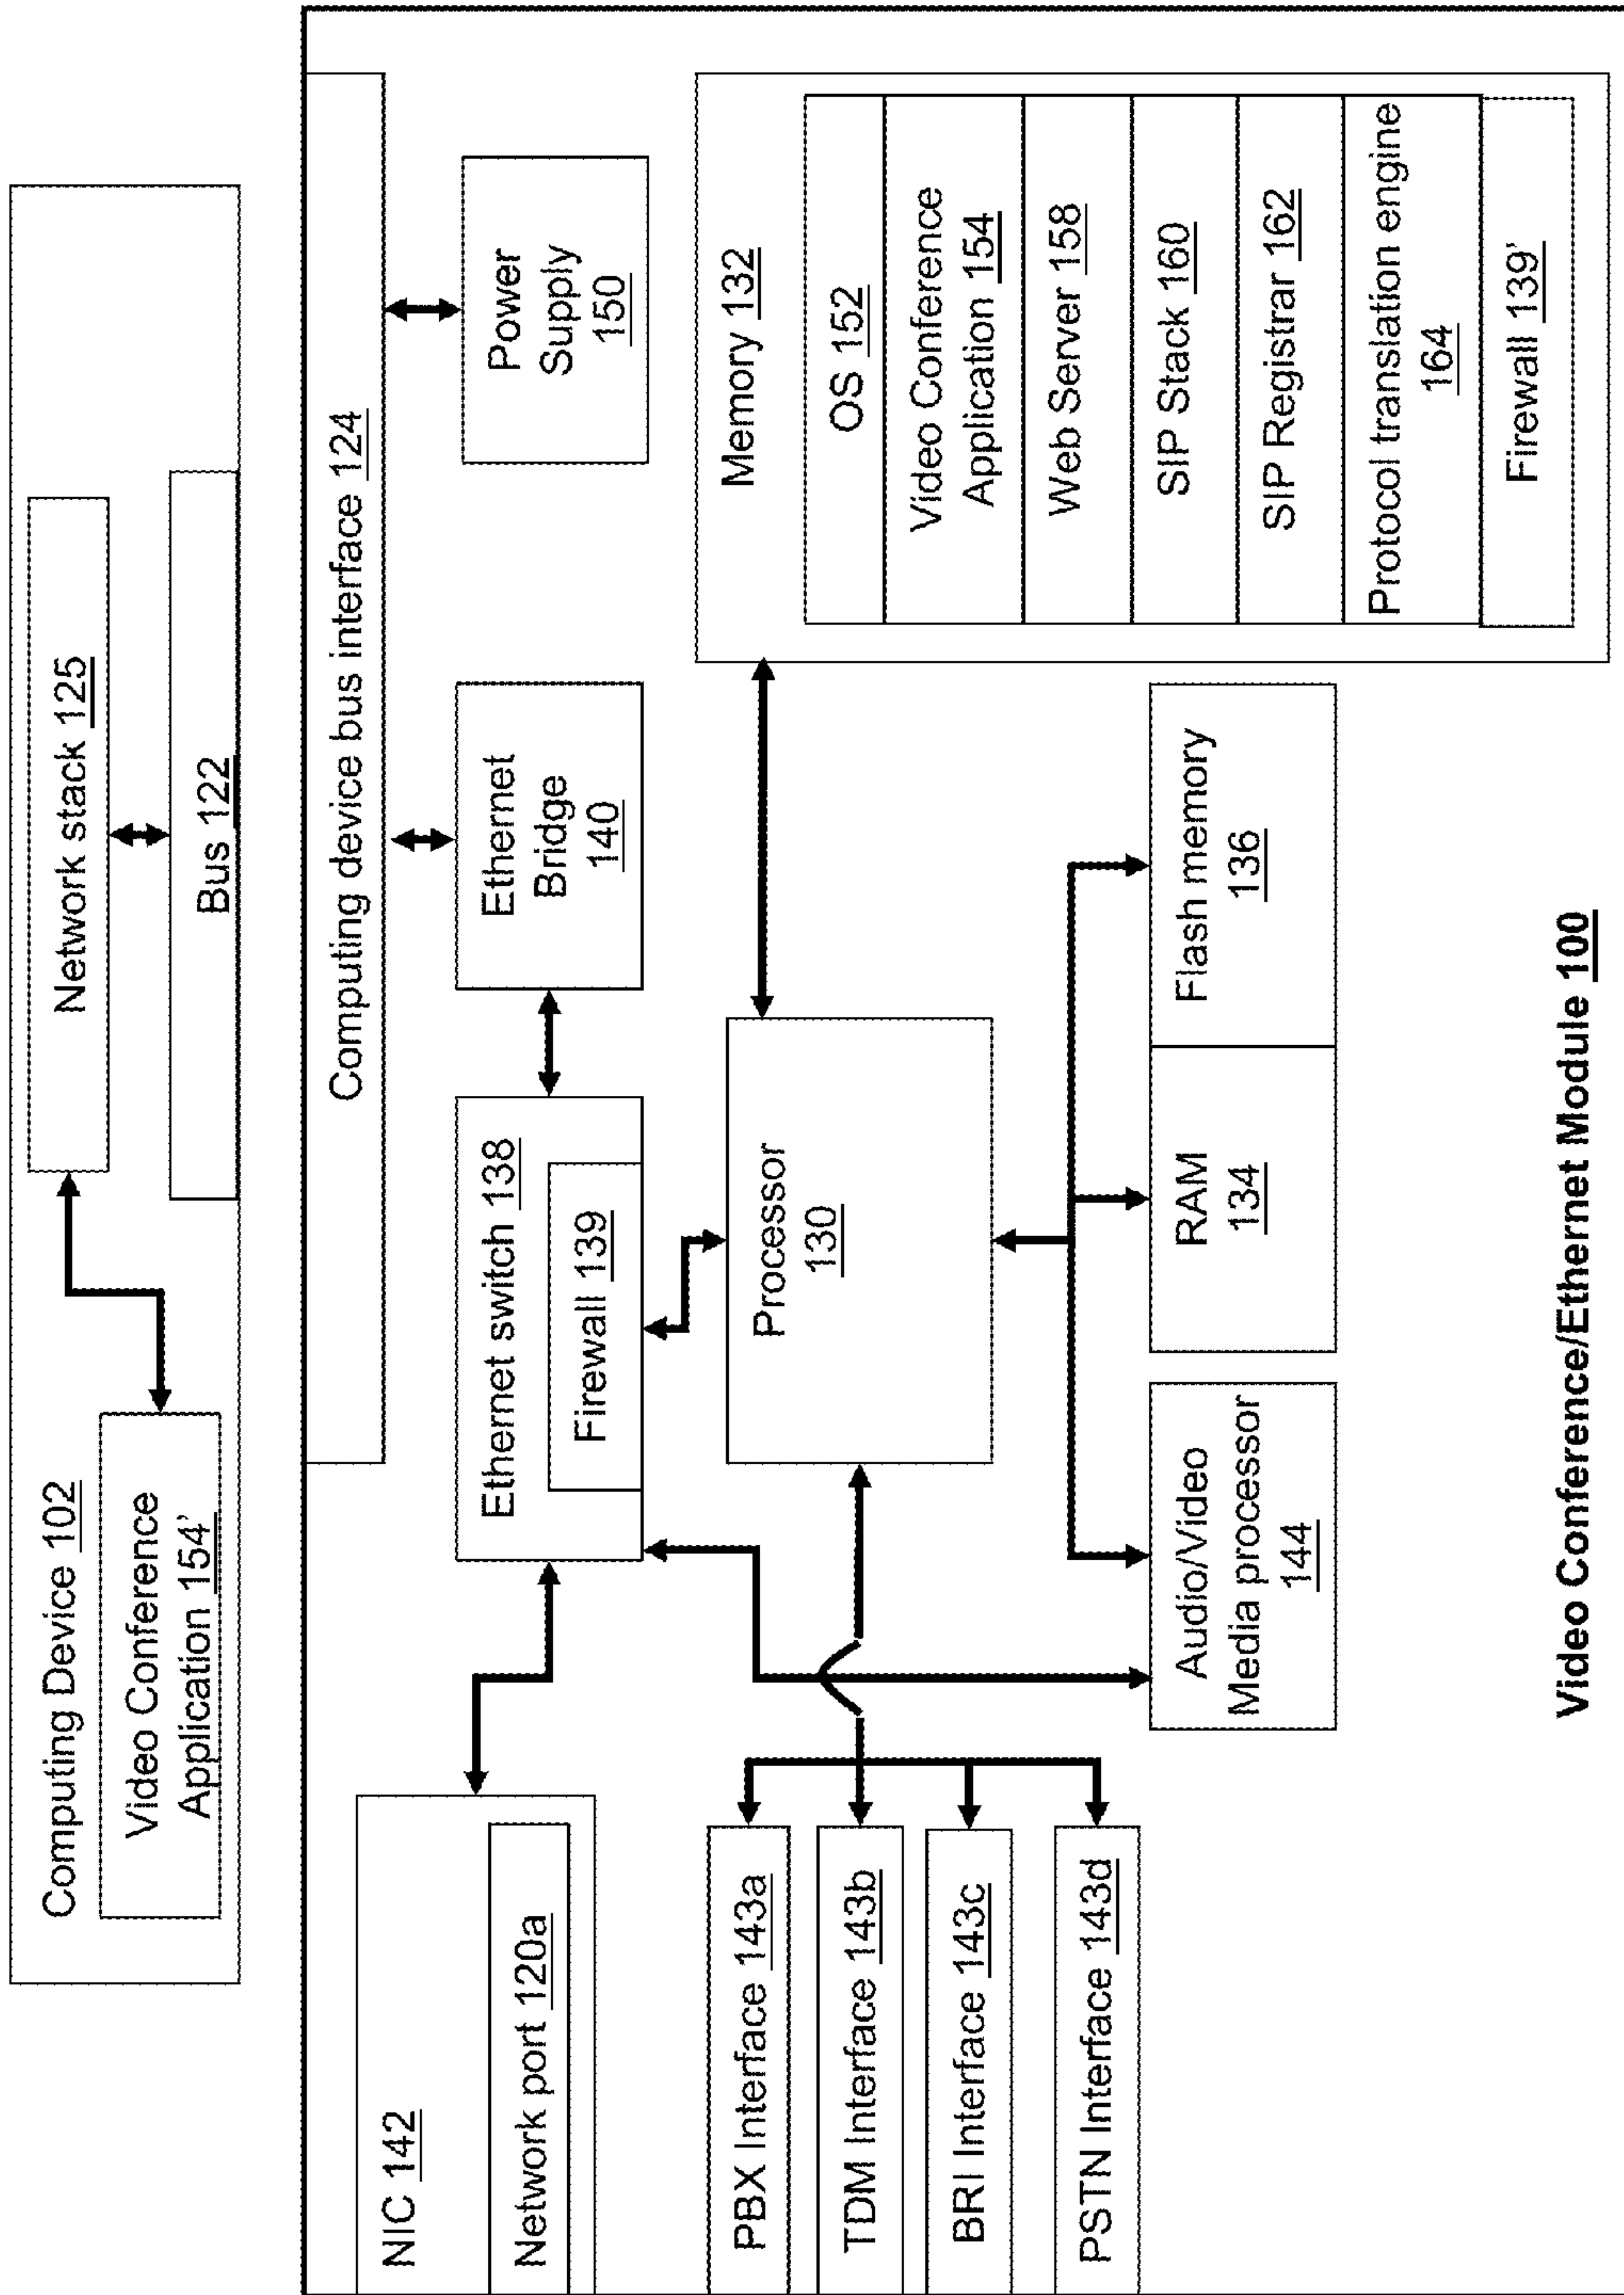 Computing Device 102
Video Conference
Application 154'
Network stack 125
Bus 122
Computing device bus interface 124
NIC 142
Network port 120a
Ethernet switch 138
Firewall 139
Ethernet
Bridge
140
Power
Supply
150
PBX Interface 143a
TDM Interface 143b
BRI Interface 143c
PSTN Interface 143d
Processor
130
Memory 132
OS 152
Video Conference
Application 154
Web Server 158
SIP Stack 160
SIP Registrar 162
Protocol translation engine
164
Firewall 139'
Audio/Video
Media processor
144
RAM
134
Flash memory
136
Video Conference/Ethernet Module 100